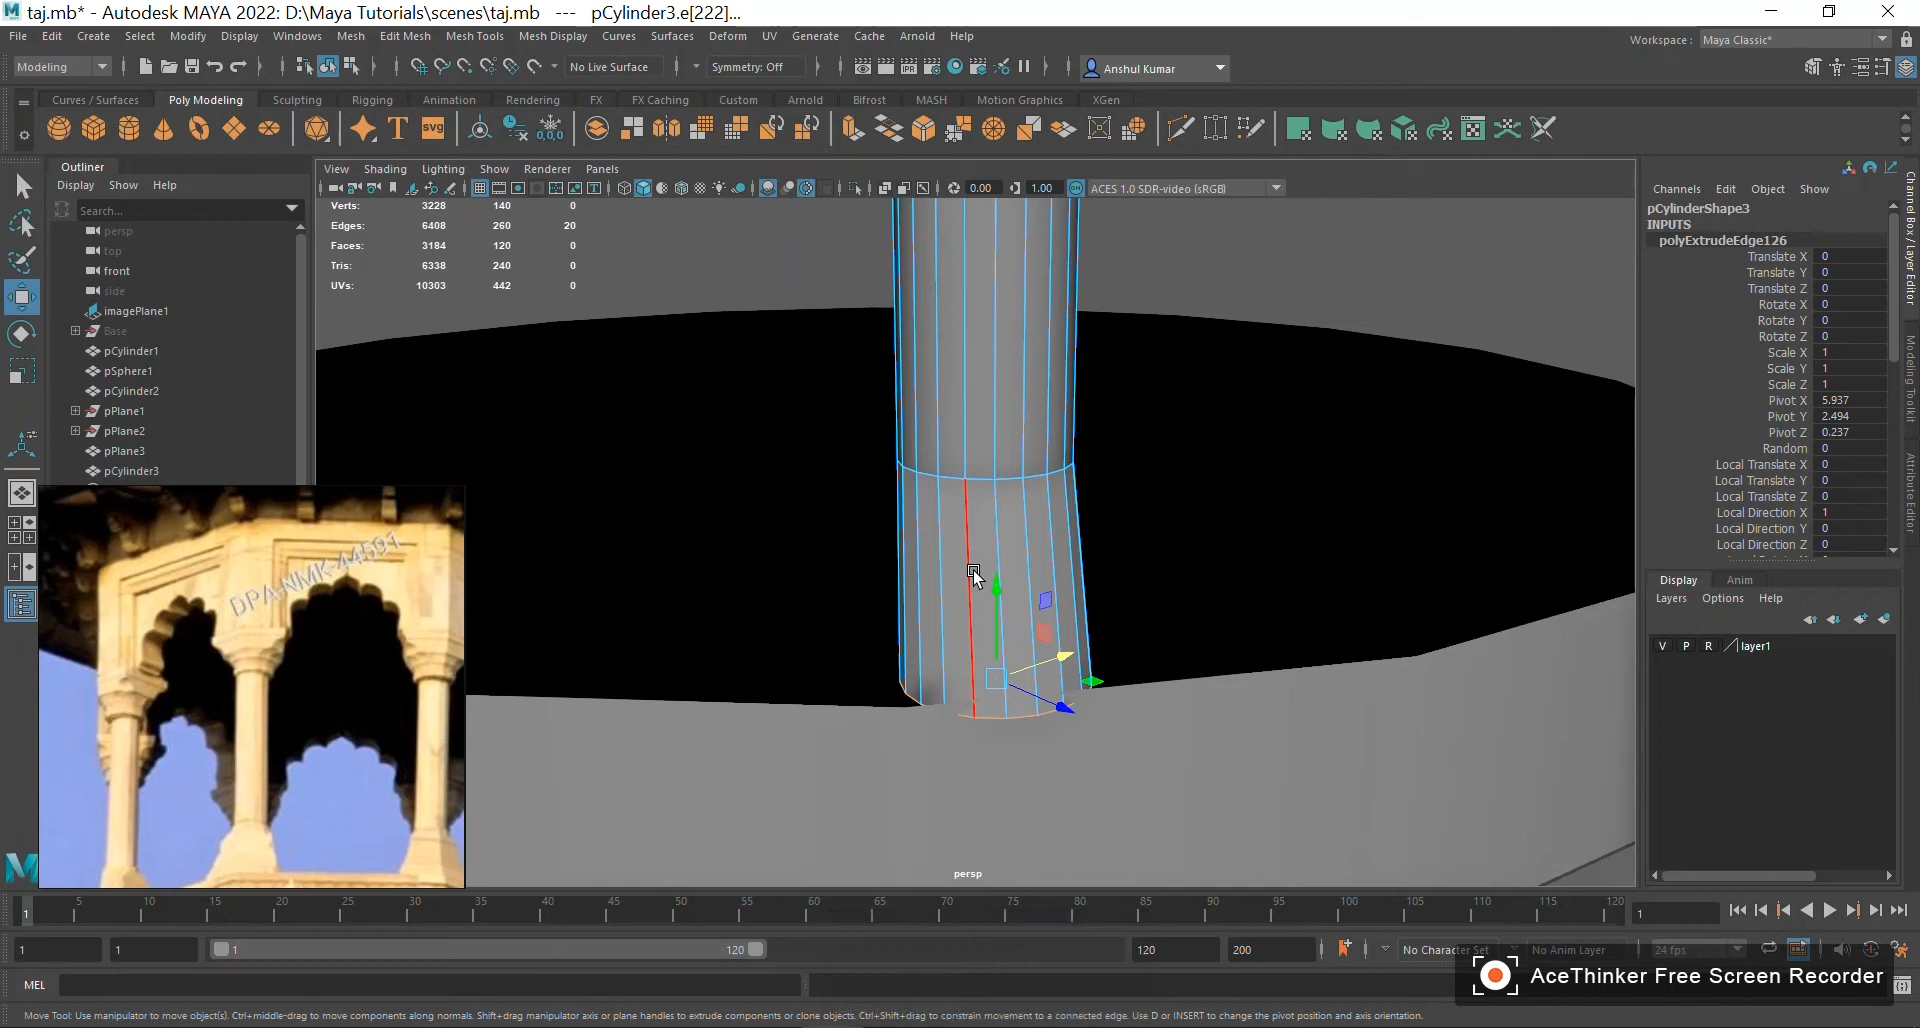 taj.mb* - Autodesk MAYA 2022: D:\Maya Tutorials\scenes\taj.mb --- pCylinder3.e[222]...
File Edit Create Select Modify Display Windows Mesh Edit Mesh Mesh Tools Mesh Display Curves Surfaces Deform UV Generate Cache Arnold Help
Workspace: Maya Classic*
Modeling No Live Surface Symmetry: Off Anshul Kumar
Curves / Surfaces Poly Modeling Sculpting Rigging Animation Rendering FX FX Caching Custom Arnold Bifrost MASH Motion Graphics XGen
Outliner
Display Show Help
Search...
persp
top
front
side
imagePlane1
Base
pCylinder1
pSphere1
pCylinder2
pPlane1
pPlane2
pPlane3
pCylinder3
View Shading Lighting Show Renderer Panels
0.00 1.00 ACES 1.0 SDR-video (sRGB)
Verts: 3228 140 0
Edges: 6408 260 20
Faces: 3184 120 0
Tris: 6338 240 0
UVs: 10303 442 0
persp
DPA-NMK-44591
Channels Edit Object Show
pCylinderShape3
INPUTS
polyExtrudeEdge126
Translate X 0
Translate Y 0
Translate Z 0
Rotate X 0
Rotate Y 0
Rotate Z 0
Scale X 1
Scale Y 1
Scale Z 1
Pivot X 5.937
Pivot Y 2.494
Pivot Z 0.237
Random 0
Local Translate X 0
Local Translate Y 0
Local Translate Z 0
Local Direction X 1
Local Direction Y 0
Local Direction Z 0
Channel Box / Layer Editor
Modeling Toolkit
Attribute Editor
Display Anim
Layers Options Help
V P R layer1
5 10 15 20 25 30 35 40 45 50 55 60 65 70 75 80 85 90 95 100 105 110 115 120
1 1
1 1 1 120 120 200 No Character Set No Anim Layer 24 fps
MEL
AceThinker Free Screen Recorder
Move Tool: Use manipulator to move object(s). Ctrl+middle-drag to move components along normals. Shift+drag manipulator axis or plane handles to extrude components or clone objects. Ctrl+Shift+drag to constrain movement to a connected edge. Use D or INSERT to change the pivot position and axis orientation.